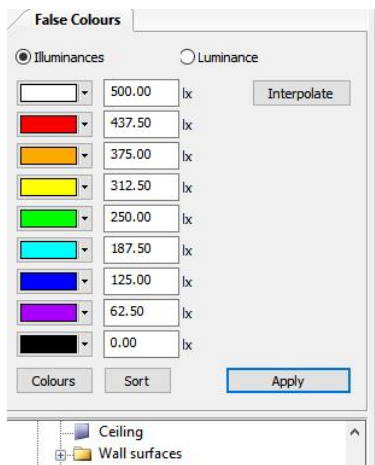 False Colours
Illuminances Luminance
500.00 lx Interpolate
437.50 lx
375.00 lx
312.50 lx
250.00 lx
187.50 lx
125.00 lx
62.50 lx
0.00 lx
Colours Sort Apply
Ceiling
Wall surfaces